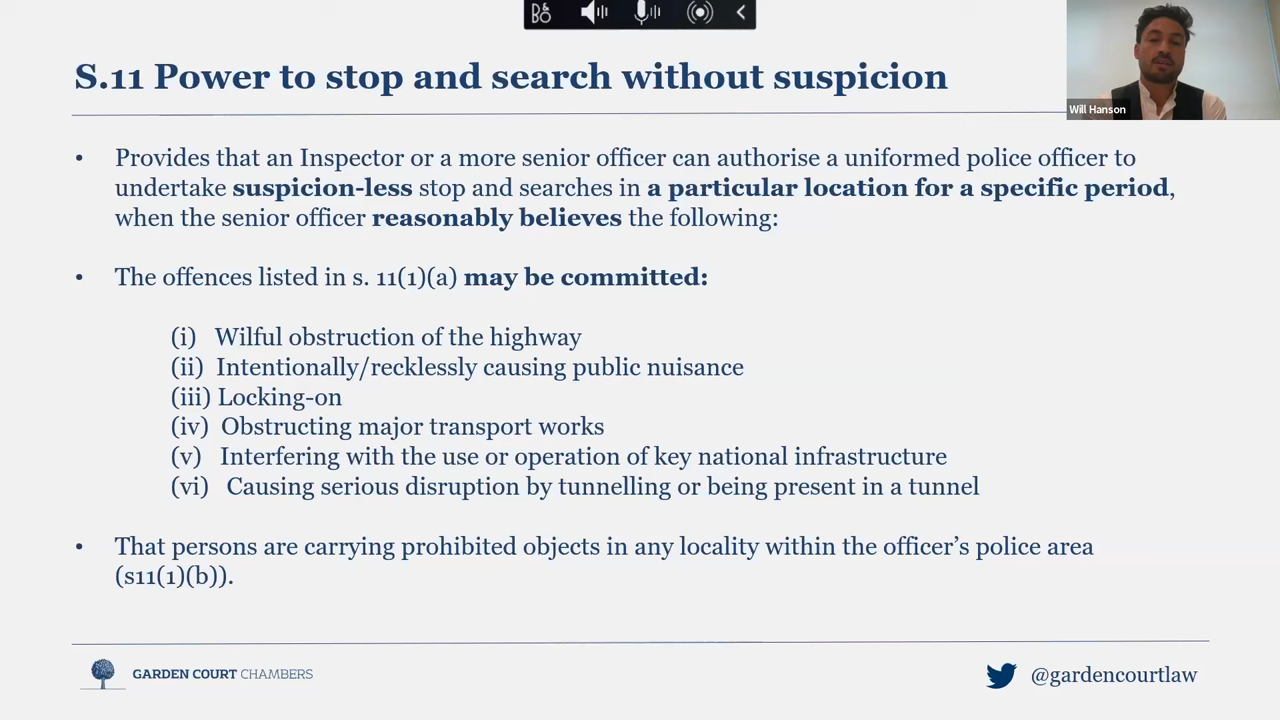 B&O
S.11 Power to stop and search without suspicion
Will Hanson
• Provides that an Inspector or a more senior officer can authorise a uniformed police officer to
undertake suspicion-less stop and searches in a particular location for a specific period,
when the senior officer reasonably believes the following:
• The offences listed in s. 11(1)(a) may be committed:
(i) Wilful obstruction of the highway
(ii) Intentionally/recklessly causing public nuisance
(iii) Locking-on
(iv) Obstructing major transport works
(v) Interfering with the use or operation of key national infrastructure
(vi) Causing serious disruption by tunnelling or being present in a tunnel
• That persons are carrying prohibited objects in any locality within the officer’s police area
(s11(1)(b)).
GARDEN COURT CHAMBERS
@gardencourtlaw